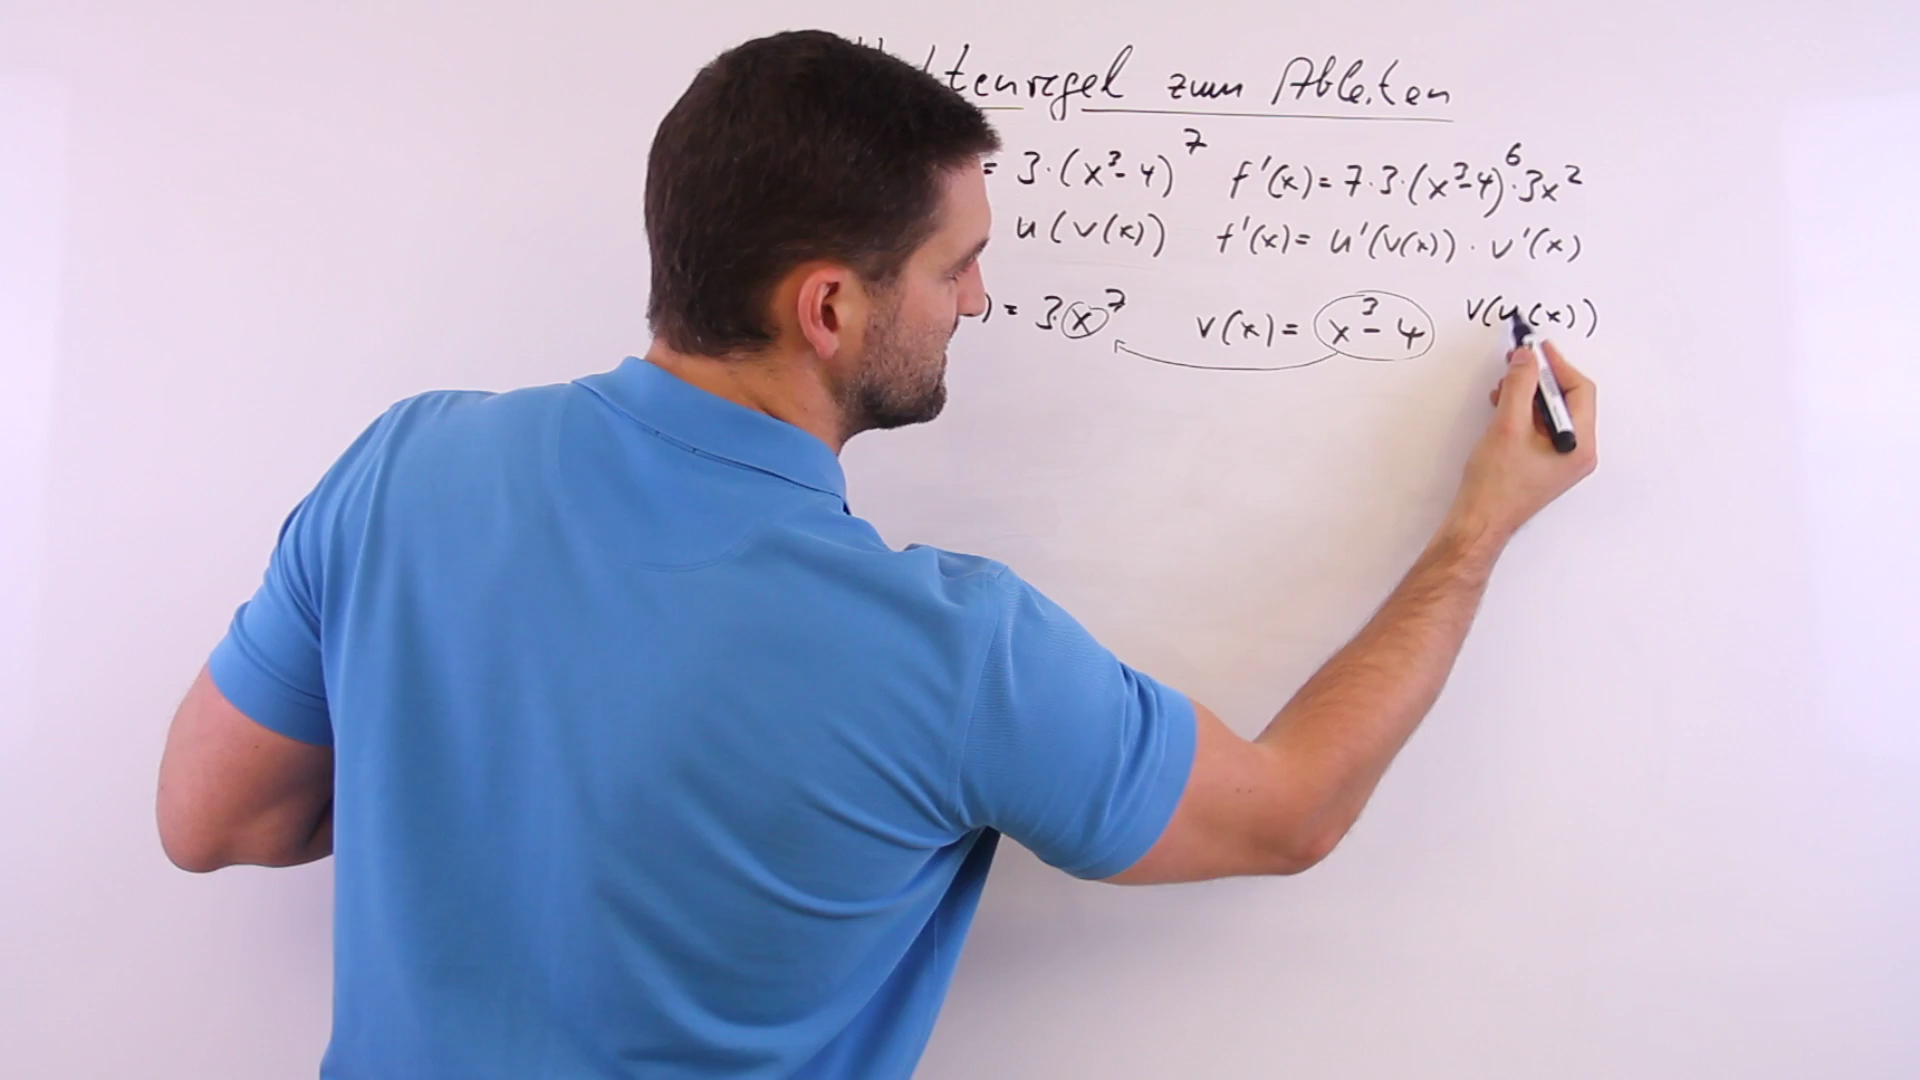 ttenregel zum Ableiten
= 3·(x³-4)⁷ f'(x)= 7·3·(x³-4)⁶·3x²
u(v(x)) f'(x)= u'(v(x)) · v'(x)
) = 3·x⁷ v(x)= x³-4 v(u(x))